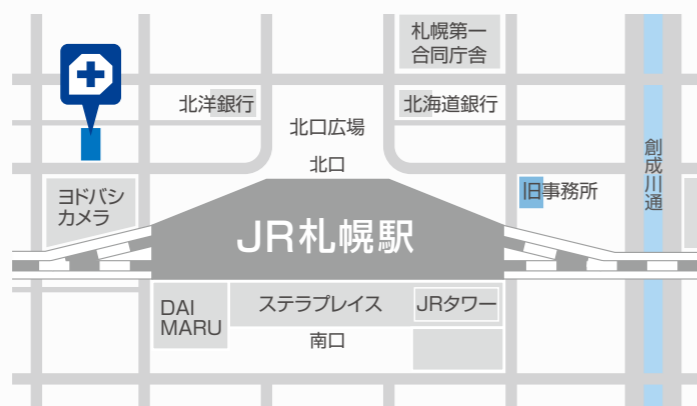 札幌第一
合同庁舎
北洋銀行
北海道銀行
北口広場
北口
創成川通
ヨドバシ
カメラ
旧事務所
JR札幌駅
DAI
MARU
ステラプレイス
JRタワー
南口